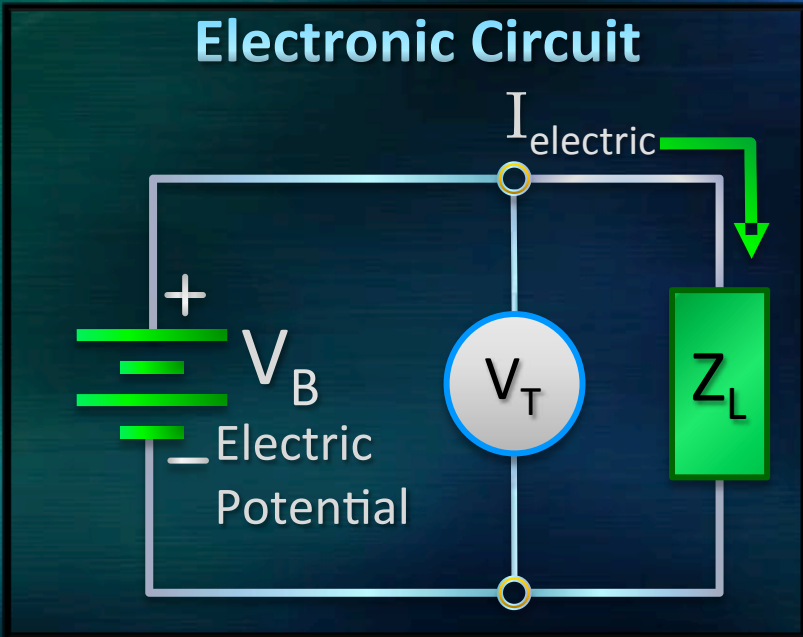 Electronic Circuit
I electric
+
V B
− Electric
Potential
V T
Z L